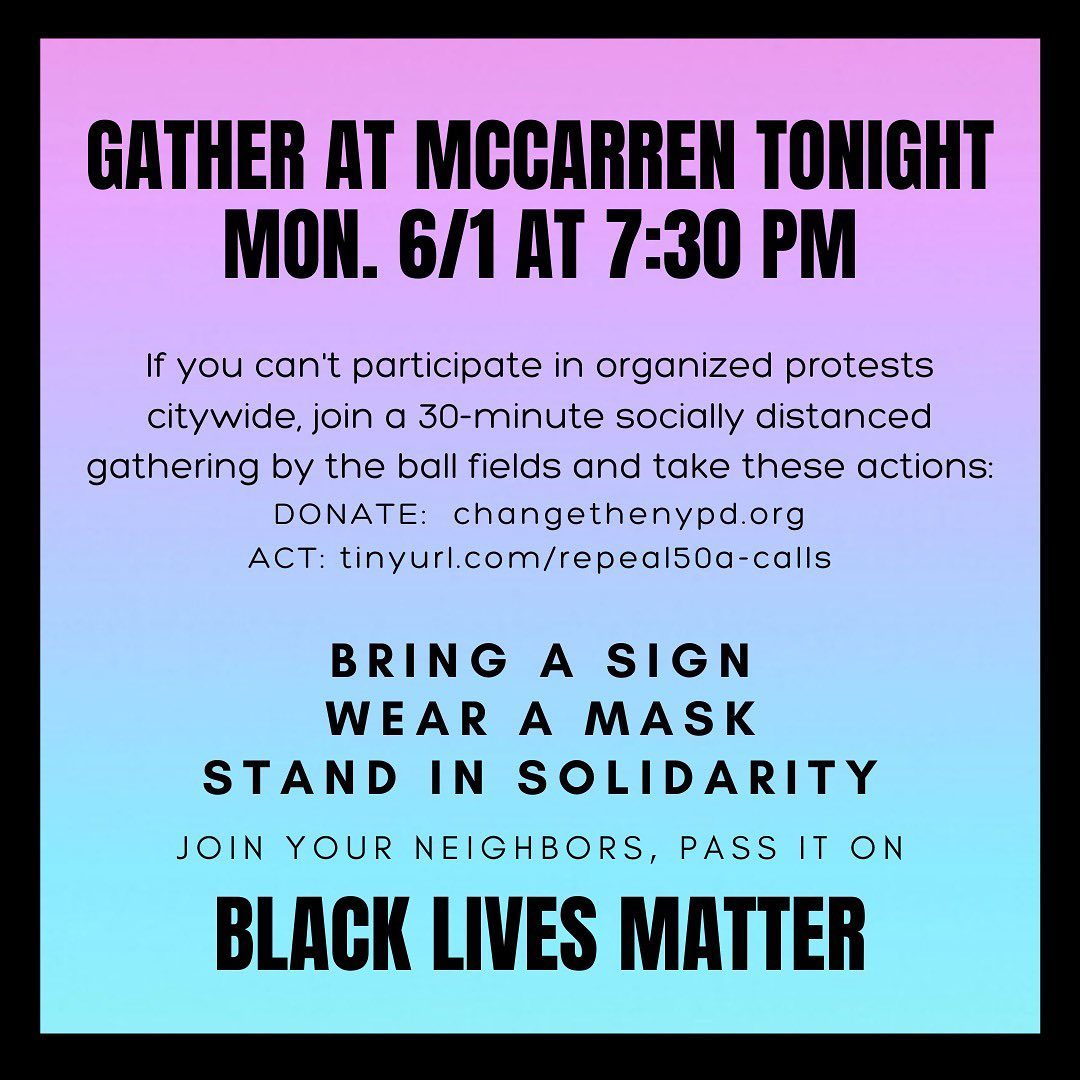 GATHER AT MCCARREN TONIGHT
MON. 6/1 AT 7:30 PM
If you can't participate in organized protests
citywide, join a 30-minute socially distanced
gathering by the ball fields and take these actions:
DONATE: changethenypd.org
ACT: tinyurl.com/repeal50a-calls
BRING A SIGN
WEAR A MASK
STAND IN SOLIDARITY
JOIN YOUR NEIGHBORS, PASS IT ON
BLACK LIVES MATTER